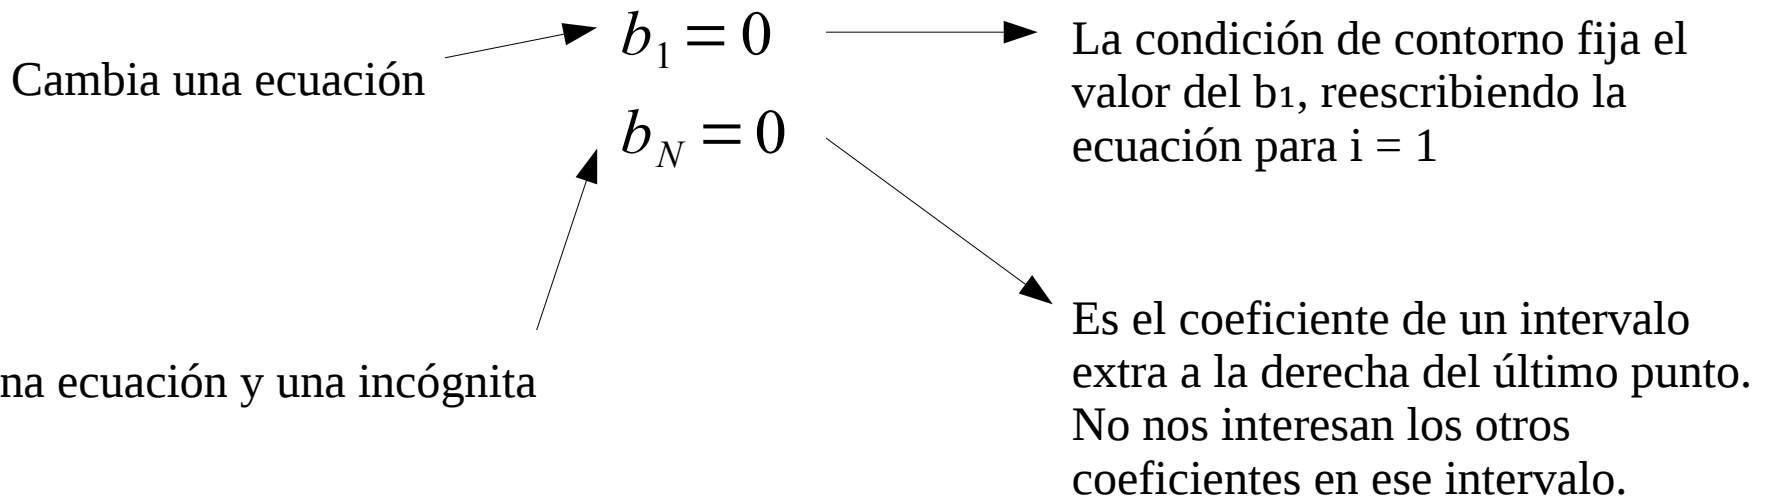 Cambia una ecuación
b₁ = 0
La condición de contorno fija el
valor del b₁, reescribiendo la
ecuación para i = 1
b_N = 0
na ecuación y una incógnita
Es el coeficiente de un intervalo
extra a la derecha del último punto.
No nos interesan los otros
coeficientes en ese intervalo.